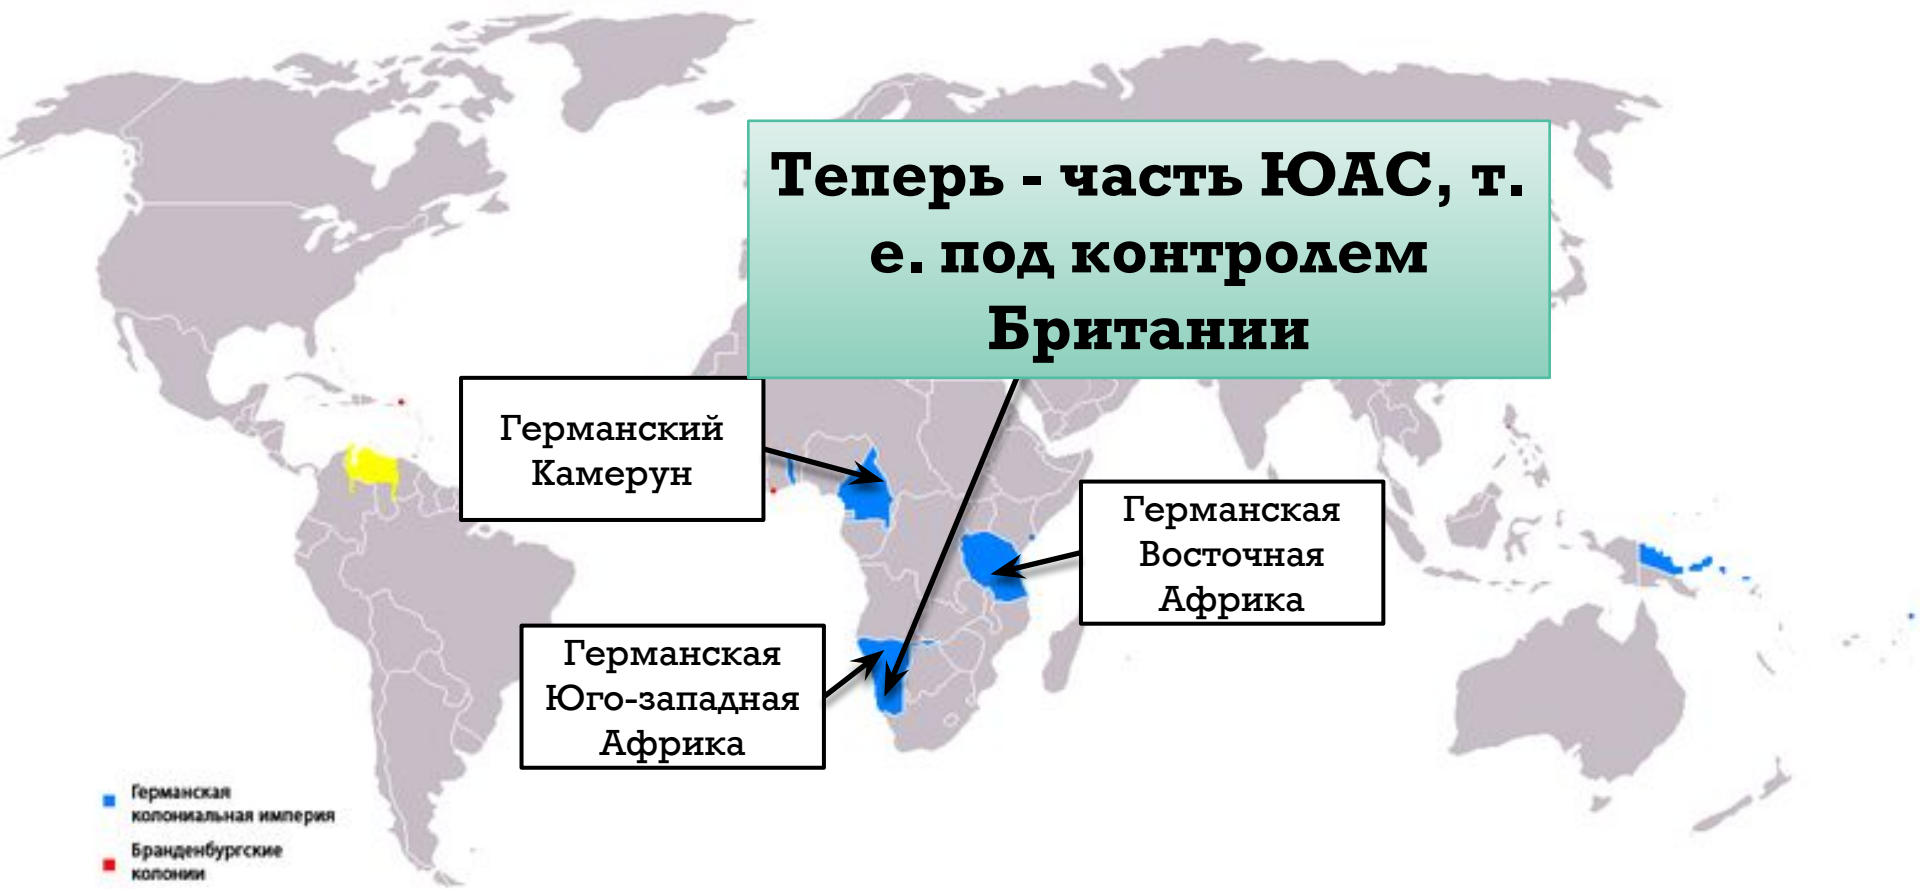 Теперь - часть ЮАС, т.
е. под контролем
Британии
Германский
Камерун
Германская
Восточная
Африка
Германская
Юго-западная
Африка
Германская
колониальная империя
Бранденбургские
колонии